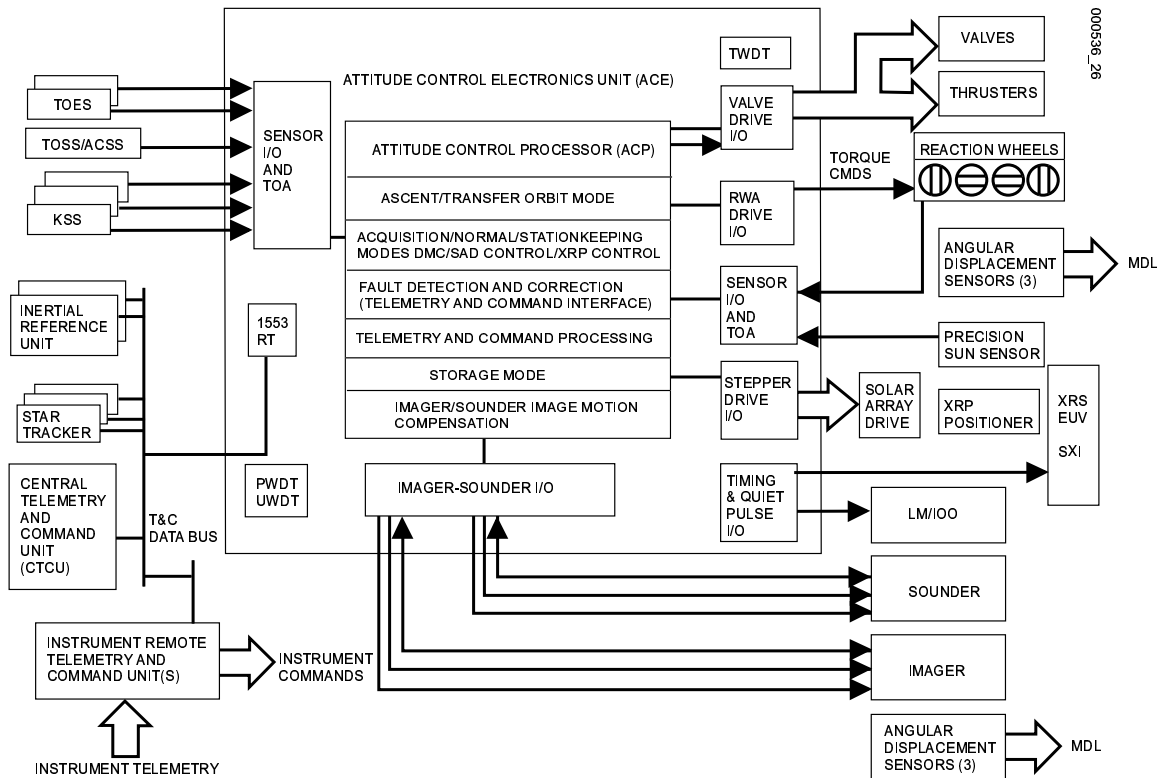 000536_26
ATTITUDE CONTROL ELECTRONICS UNIT (ACE)
TWDT
VALVES
THRUSTERS
TOES
TOSS/ACSS
KSS
SENSOR
I/O
AND
TOA
VALVE
DRIVE
I/O
TORQUE
CMDS
REACTION WHEELS
ATTITUDE CONTROL PROCESSOR (ACP)
ASCENT/TRANSFER ORBIT MODE
ACQUISITION/NORMAL/STATIONKEEPING
MODES DMC/SAD CONTROL/XRP CONTROL
FAULT DETECTION AND CORRECTION
(TELEMETRY AND COMMAND INTERFACE)
TELEMETRY AND COMMAND PROCESSING
STORAGE MODE
IMAGER/SOUNDER IMAGE MOTION
COMPENSATION
RWA
DRIVE
I/O
SENSOR
I/O
AND
TOA
ANGULAR
DISPLACEMENT
SENSORS (3)
MDL
PRECISION
SUN SENSOR
INERTIAL
REFERENCE
UNIT
1553
RT
STAR
TRACKER
STEPPER
DRIVE
I/O
SOLAR
ARRAY
DRIVE
XRP
POSITIONER
XRS
EUV
SXI
CENTRAL
TELEMETRY
AND
COMMAND
UNIT
(CTCU)
T&C
DATA BUS
PWDT
UWDT
IMAGER-SOUNDER I/O
TIMING
& QUIET
PULSE
I/O
LM/IOO
SOUNDER
IMAGER
INSTRUMENT REMOTE
TELEMETRY AND
COMMAND UNIT(S)
INSTRUMENT
COMMANDS
INSTRUMENT TELEMETRY
ANGULAR
DISPLACEMENT
SENSORS (3)
MDL